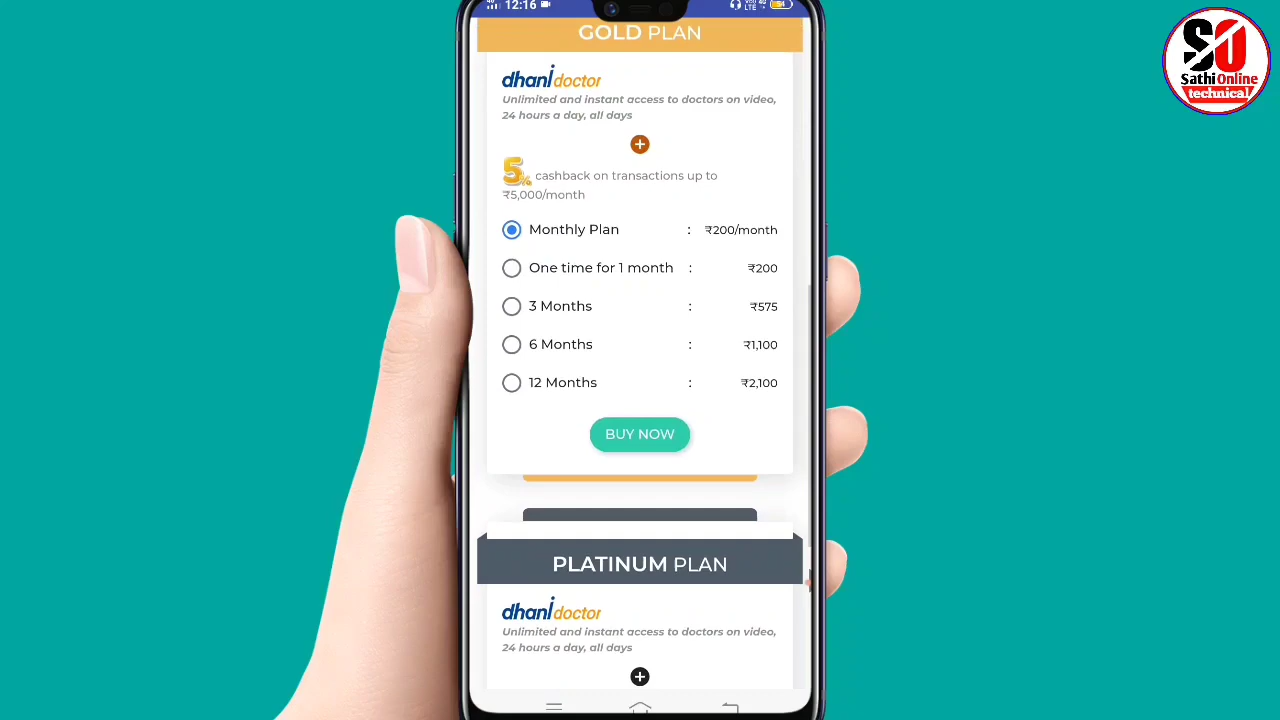 12:16
54
GOLD PLAN
dhani doctor
Unlimited and instant access to doctors on video,
24 hours a day, all days
5% cashback on transactions up to
₹5,000/month
Monthly Plan : ₹200/month
One time for 1 month : ₹200
3 Months : ₹575
6 Months : ₹1,100
12 Months : ₹2,100
BUY NOW
PLATINUM PLAN
dhani doctor
Unlimited and instant access to doctors on video,
24 hours a day, all days
SO
Sathi Online
technical